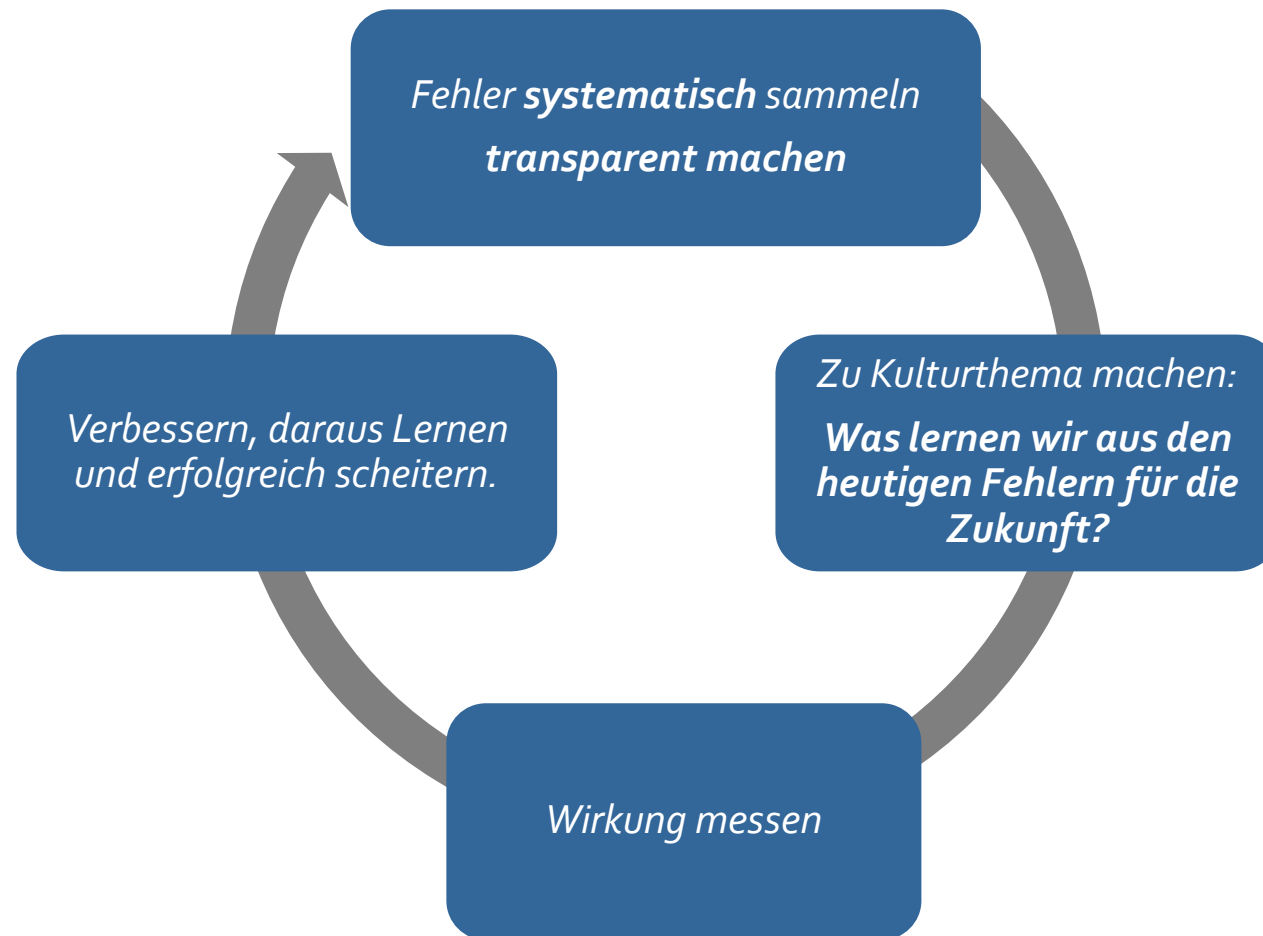 Fehler systematisch sammeln
transparent machen
Zu Kulturthema machen:
Was lernen wir aus den
heutigen Fehlern für die
Zukunft?
Wirkung messen
Verbessern, daraus Lernen
und erfolgreich scheitern.